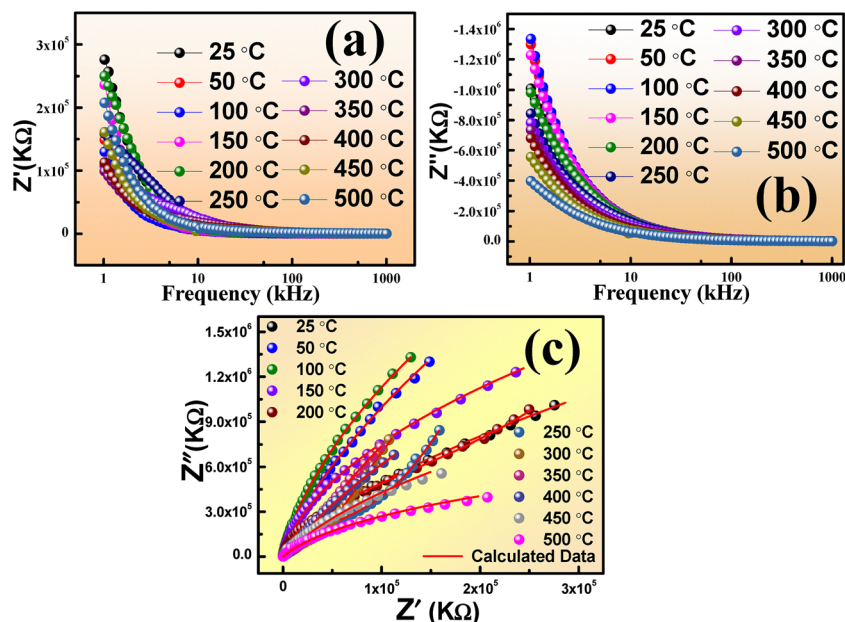 (a)
Z'(KΩ)
3x10⁵
2x10⁵
1x10⁵
0
25 °C
50 °C
100 °C
150 °C
200 °C
250 °C
300 °C
350 °C
400 °C
450 °C
500 °C
1 10 100 1000
Frequency (kHz)
(b)
Z"(KΩ)
-1.4x10⁶
-1.2x10⁶
-1.0x10⁶
-8.0x10⁵
-6.0x10⁵
-4.0x10⁵
-2.0x10⁵
0.0
25 °C
50 °C
100 °C
150 °C
200 °C
250 °C
300 °C
350 °C
400 °C
450 °C
500 °C
1 10 100 1000
Frequency (kHz)
(c)
Z"(KΩ)
1.5x10⁶
1.2x10⁶
9.0x10⁵
6.0x10⁵
3.0x10⁵
0.0
25 °C
50 °C
100 °C
150 °C
200 °C
250 °C
300 °C
350 °C
400 °C
450 °C
500 °C
Calculated Data
0 1x10⁵ 2x10⁵ 3x10⁵
Z' (KΩ)